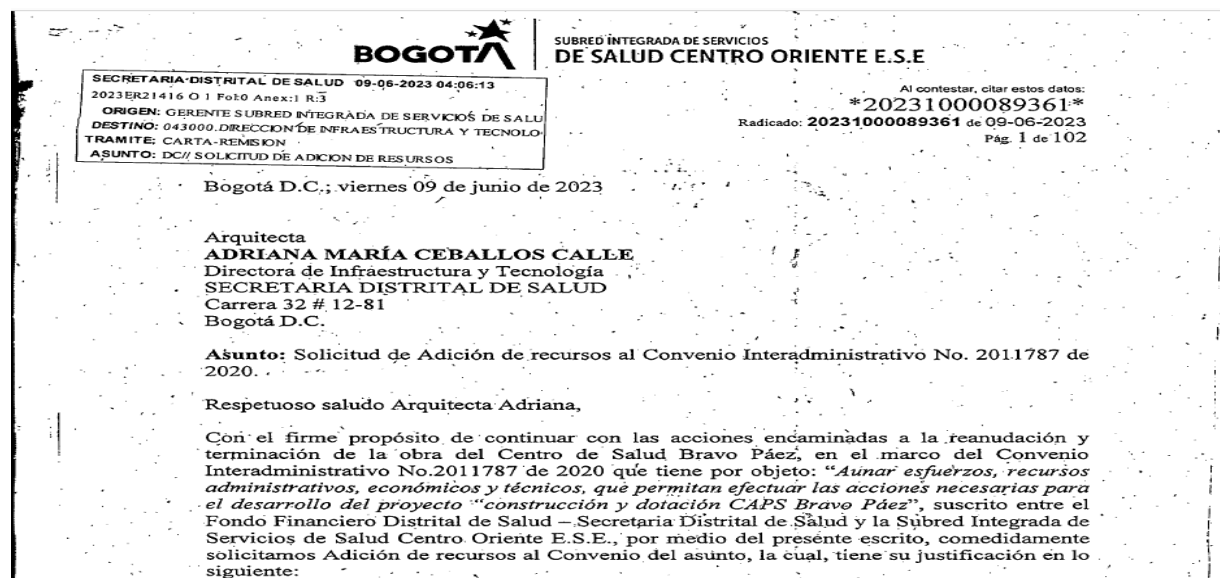 BOGOTÁ
SUBRED INTEGRADA DE SERVICIOS
DE SALUD CENTRO ORIENTE E.S.E
SECRETARIA DISTRITAL DE SALUD 09-06-2023 04:06:13
2023ER21416 O 1 Fol:0 Anex:1 R:3
ORIGEN: GERENTE SUBRED INTEGRADA DE SERVICIOS DE SALU
DESTINO: 043000.DIRECCION DE INFRAESTRUCTURA Y TECNOLO
TRAMITE: CARTA-REMISION
ASUNTO: DC// SOLICITUD DE ADICION DE RESURSOS
Al contestar, citar estos datos:
*20231000089361*
Radicado: 20231000089361 de 09-06-2023
Pág. 1 de 102
Bogotá D.C.; viernes 09 de junio de 2023
Arquitecta
ADRIANA MARÍA CEBALLOS CALLE
Directora de Infraestructura y Tecnología
SECRETARIA DISTRITAL DE SALUD
Carrera 32 # 12-81
Bogotá D.C.
Asunto: Solicitud de Adición de recursos al Convenio Interadministrativo No. 2011787 de
2020.
Respetuoso saludo Arquitecta Adriana,
Con el firme propósito de continuar con las acciones encaminadas a la reanudación y
terminación de la obra del Centro de Salud Bravo Páez, en el marco del Convenio
Interadministrativo No.2011787 de 2020 que tiene por objeto: "Aunar esfuerzos, recursos
administrativos, económicos y técnicos, que permitan efectuar las acciones necesarias para
el desarrollo del proyecto "construcción y dotación CAPS Bravo Páez", suscrito entre el
Fondo Financiero Distrital de Salud – Secretaria Distrital de Salud y la Subred Integrada de
Servicios de Salud Centro Oriente E.S.E., por medio del presente escrito, comedidamente
solicitamos Adición de recursos al Convenio del asunto, la cual, tiene su justificación en lo
siguiente: